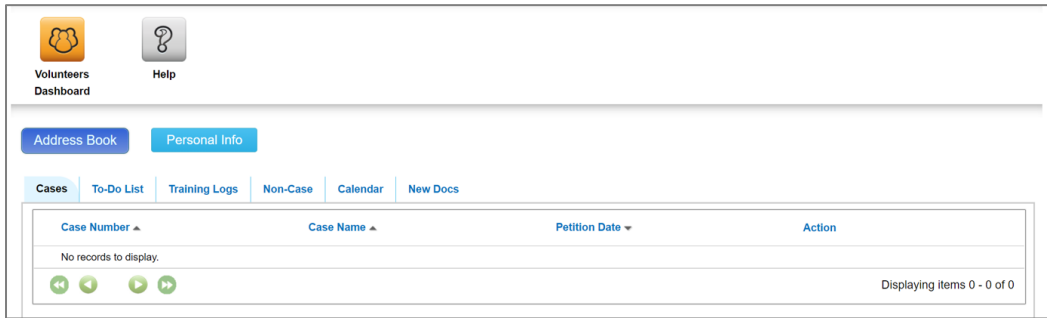 Volunteers
Dashboard
Help
Address Book
Personal Info
Cases
To-Do List
Training Logs
Non-Case
Calendar
New Docs
Case Number
Case Name
Petition Date
Action
No records to display.
Displaying items 0 - 0 of 0